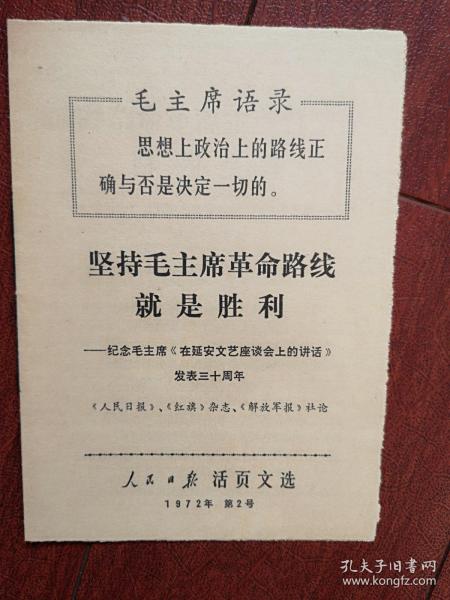 毛主席语录
思想上政治上的路线正
确与否是决定一切的。
坚持毛主席革命路线
就是胜利
——纪念毛主席《在延安文艺座谈会上的讲话》
发表三十周年
《人民日报》、《红旗》杂志、《解放军报》社论
人民日报 活页文选
1972年 第2号
孔夫子旧书网
www.kongfz.com